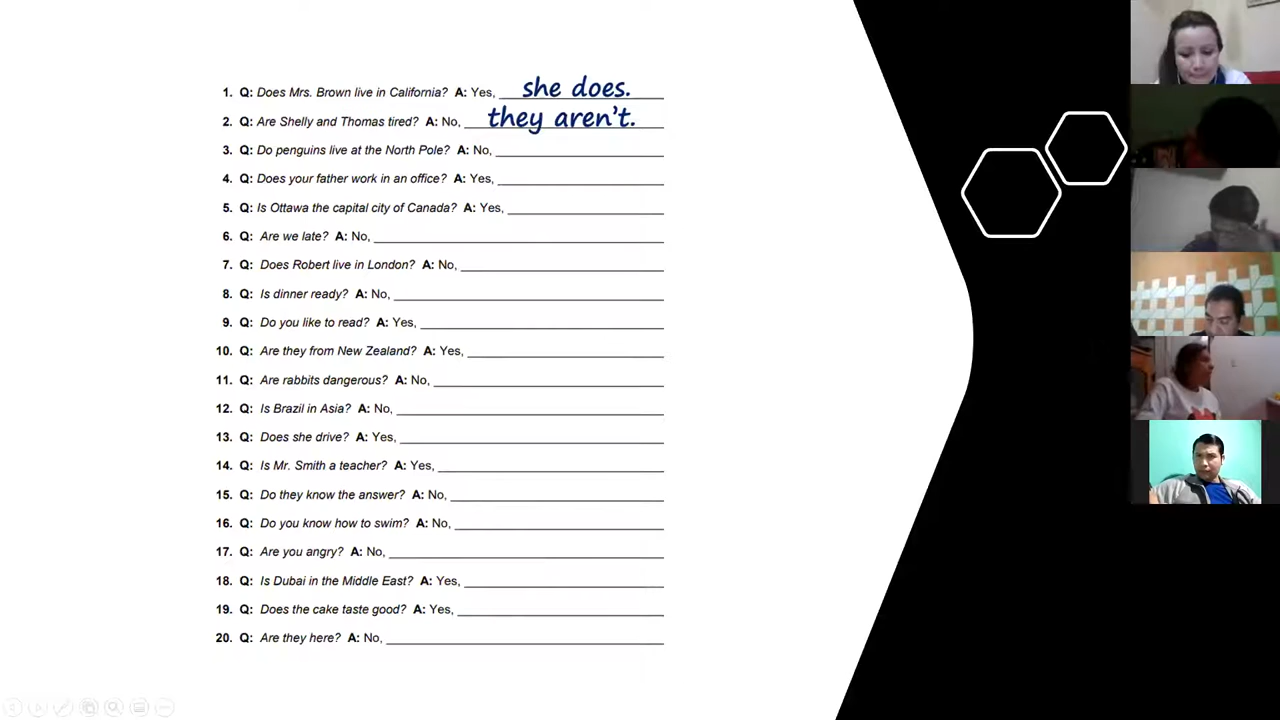 1. Q: Does Mrs. Brown live in California? A: Yes, she does.
2. Q: Are Shelly and Thomas tired? A: No, they aren't.
3. Q: Do penguins live at the North Pole? A: No,
4. Q: Does your father work in an office? A: Yes,
5. Q: Is Ottawa the capital city of Canada? A: Yes,
6. Q: Are we late? A: No,
7. Q: Does Robert live in London? A: No,
8. Q: Is dinner ready? A: No,
9. Q: Do you like to read? A: Yes,
10. Q: Are they from New Zealand? A: Yes,
11. Q: Are rabbits dangerous? A: No,
12. Q: Is Brazil in Asia? A: No,
13. Q: Does she drive? A: Yes,
14. Q: Is Mr. Smith a teacher? A: Yes,
15. Q: Do they know the answer? A: No,
16. Q: Do you know how to swim? A: No,
17. Q: Are you angry? A: No,
18. Q: Is Dubai in the Middle East? A: Yes,
19. Q: Does the cake taste good? A: Yes,
20. Q: Are they here? A: No,